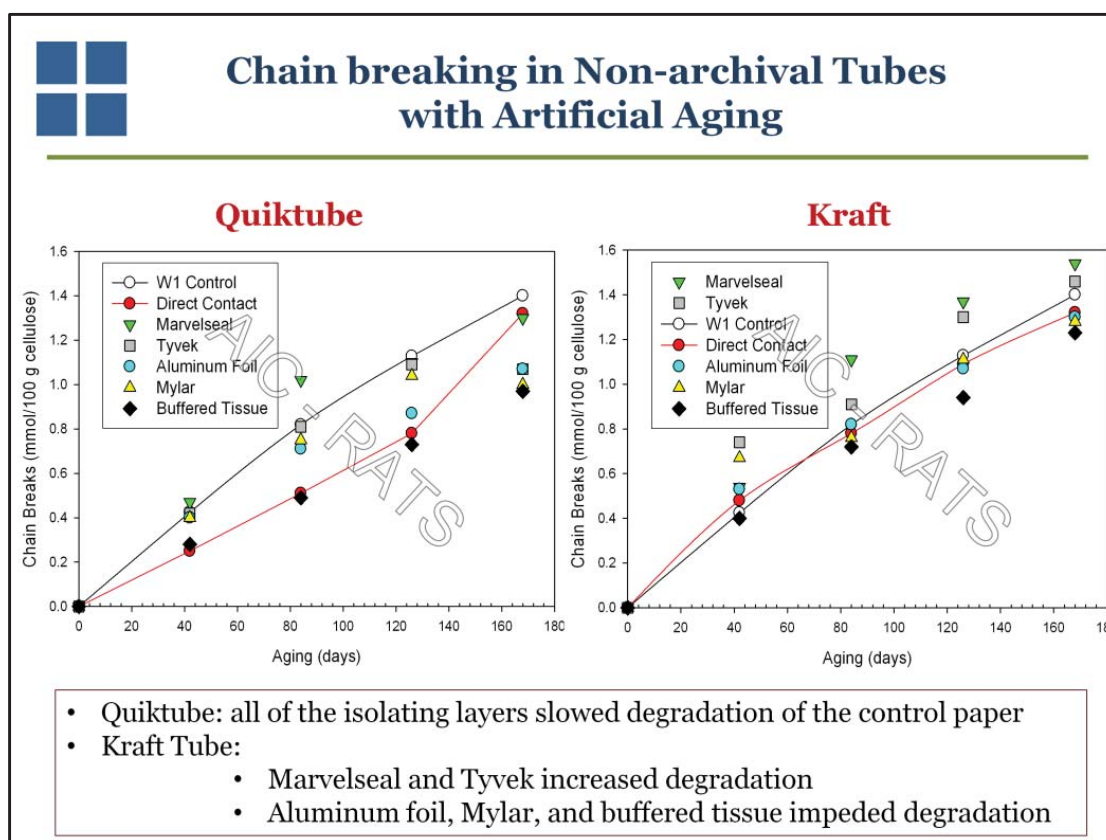 Chain breaking in Non-archival Tubes
with Artificial Aging
Quiktube
Chain Breaks (mmol/100 g cellulose)
1.6
1.4
1.2
1.0
0.8
0.6
0.4
0.2
0.0
W1 Control
Direct Contact
Marvelseal
Tyvek
Aluminum Foil
Mylar
Buffered Tissue
AIC - RATS
0 20 40 60 80 100 120 140 160 180
Aging (days)
Kraft
Chain Breaks (mmol/100 g cellulose)
1.6
1.4
1.2
1.0
0.8
0.6
0.4
0.2
0.0
Marvelseal
Tyvek
W1 Control
Direct Contact
Aluminum Foil
Mylar
Buffered Tissue
AIC - RATS
0 20 40 60 80 100 120 140 160 18
Aging (days)
• Quiktube: all of the isolating layers slowed degradation of the control paper
• Kraft Tube:
• Marvelseal and Tyvek increased degradation
• Aluminum foil, Mylar, and buffered tissue impeded degradation